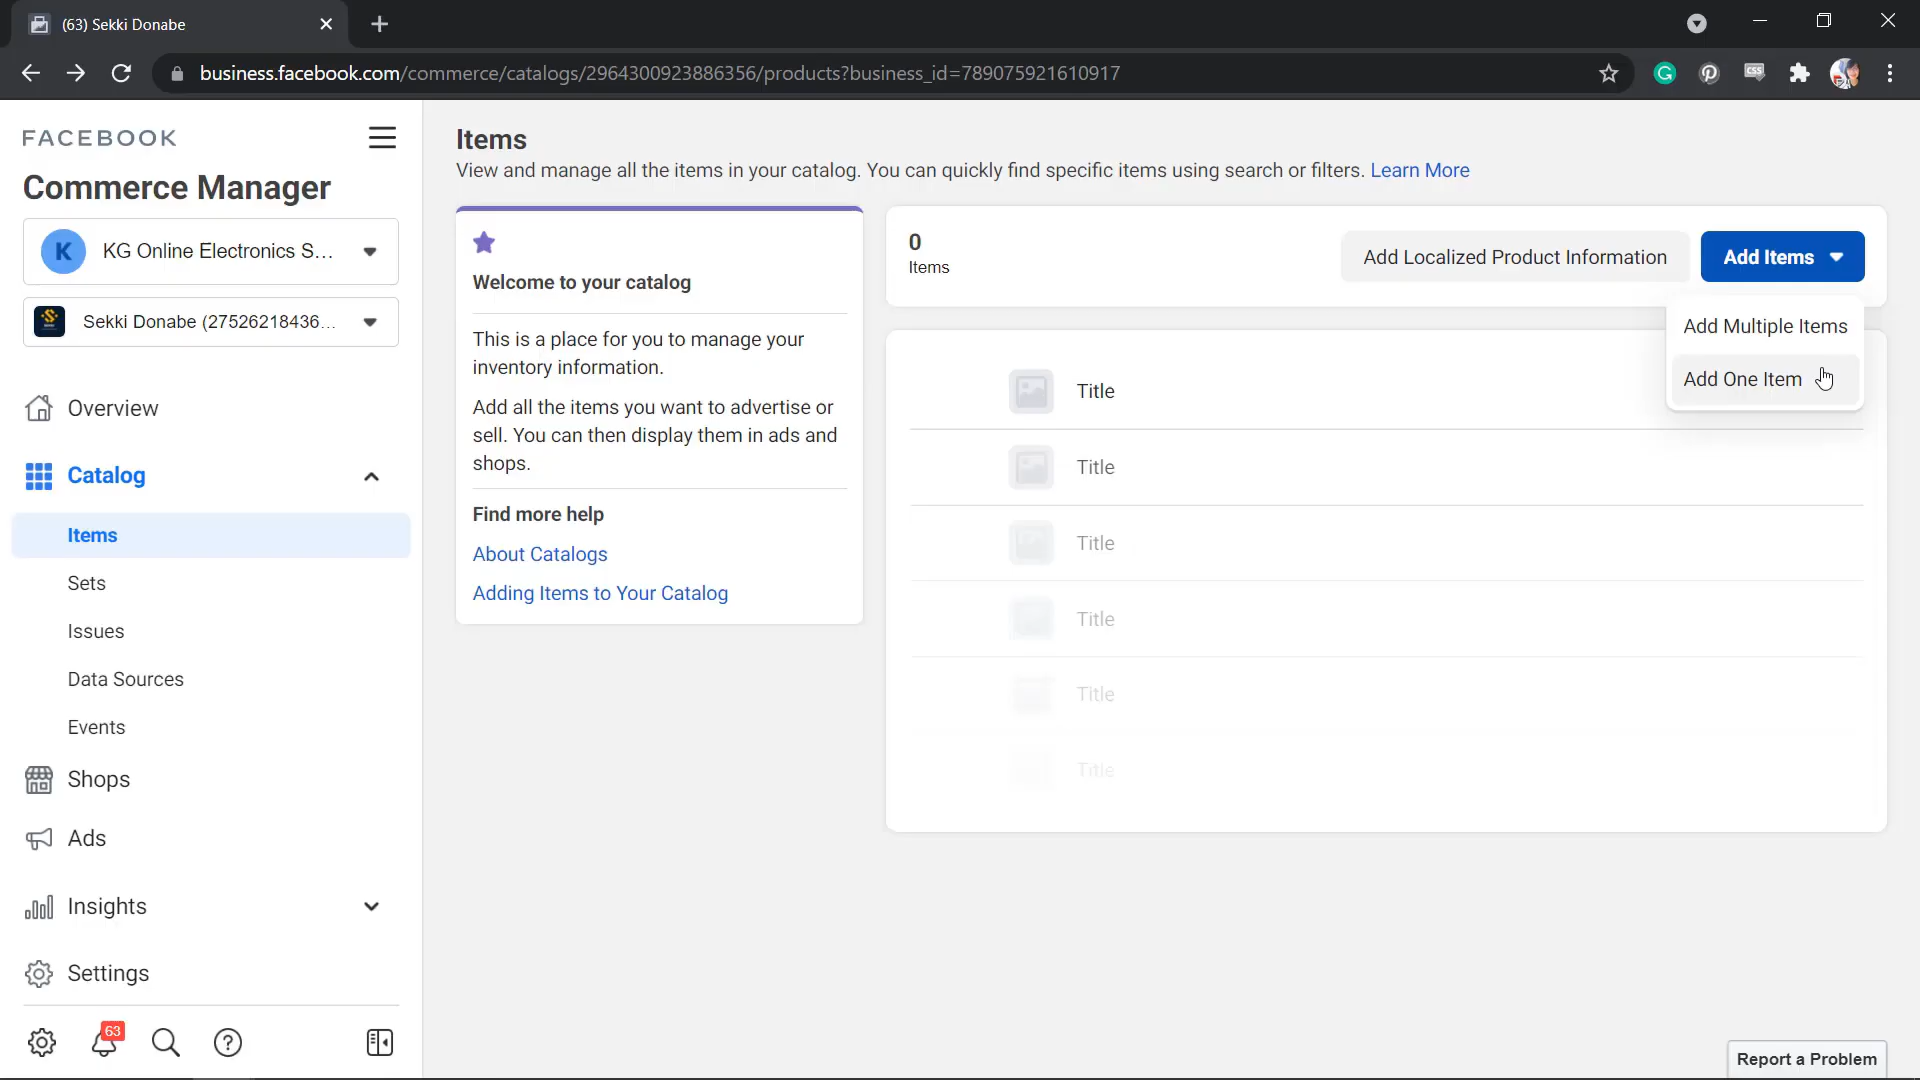 (63) Sekki Donabe
business.facebook.com/commerce/catalogs/2964300923886356/products?business_id=789075921610917
FACEBOOK
Commerce Manager
K
KG Online Electronics S...
Sekki Donabe (27526218436...
Overview
Catalog
Items
Sets
Issues
Data Sources
Events
Shops
Ads
Insights
Settings
63
Items
View and manage all the items in your catalog. You can quickly find specific items using search or filters. Learn More
Welcome to your catalog
This is a place for you to manage your
inventory information.
Add all the items you want to advertise or
sell. You can then display them in ads and
shops.
Find more help
About Catalogs
Adding Items to Your Catalog
0
Items
Add Localized Product Information
Add Items
Add Multiple Items
Add One Item
Title
Title
Title
Title
Title
Title
Report a Problem